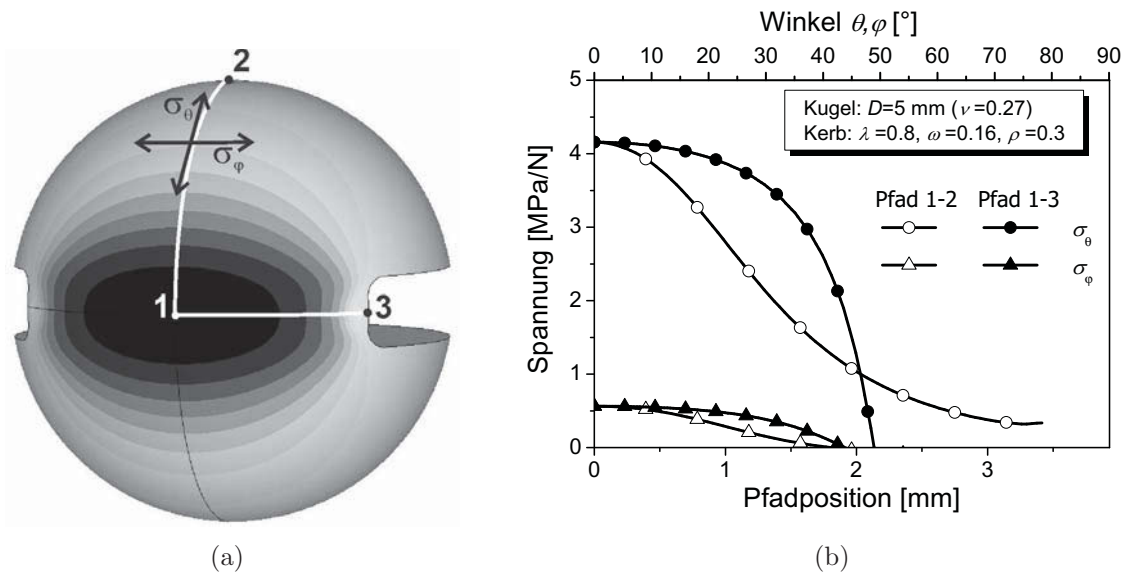 (a)
2
σθ
σφ
1
3
(b)
Winkel θ,φ [°]
0 10 20 30 40 50 60 70 80 90
Spannung [MPa/N]
5
4
3
2
1
0
Kugel: D=5 mm (ν=0.27)
Kerb: λ=0.8, ω=0.16, ρ=0.3
Pfad 1-2 Pfad 1-3
σθ
σφ
0 1 2 3
Pfadposition [mm]
(a)
(b)